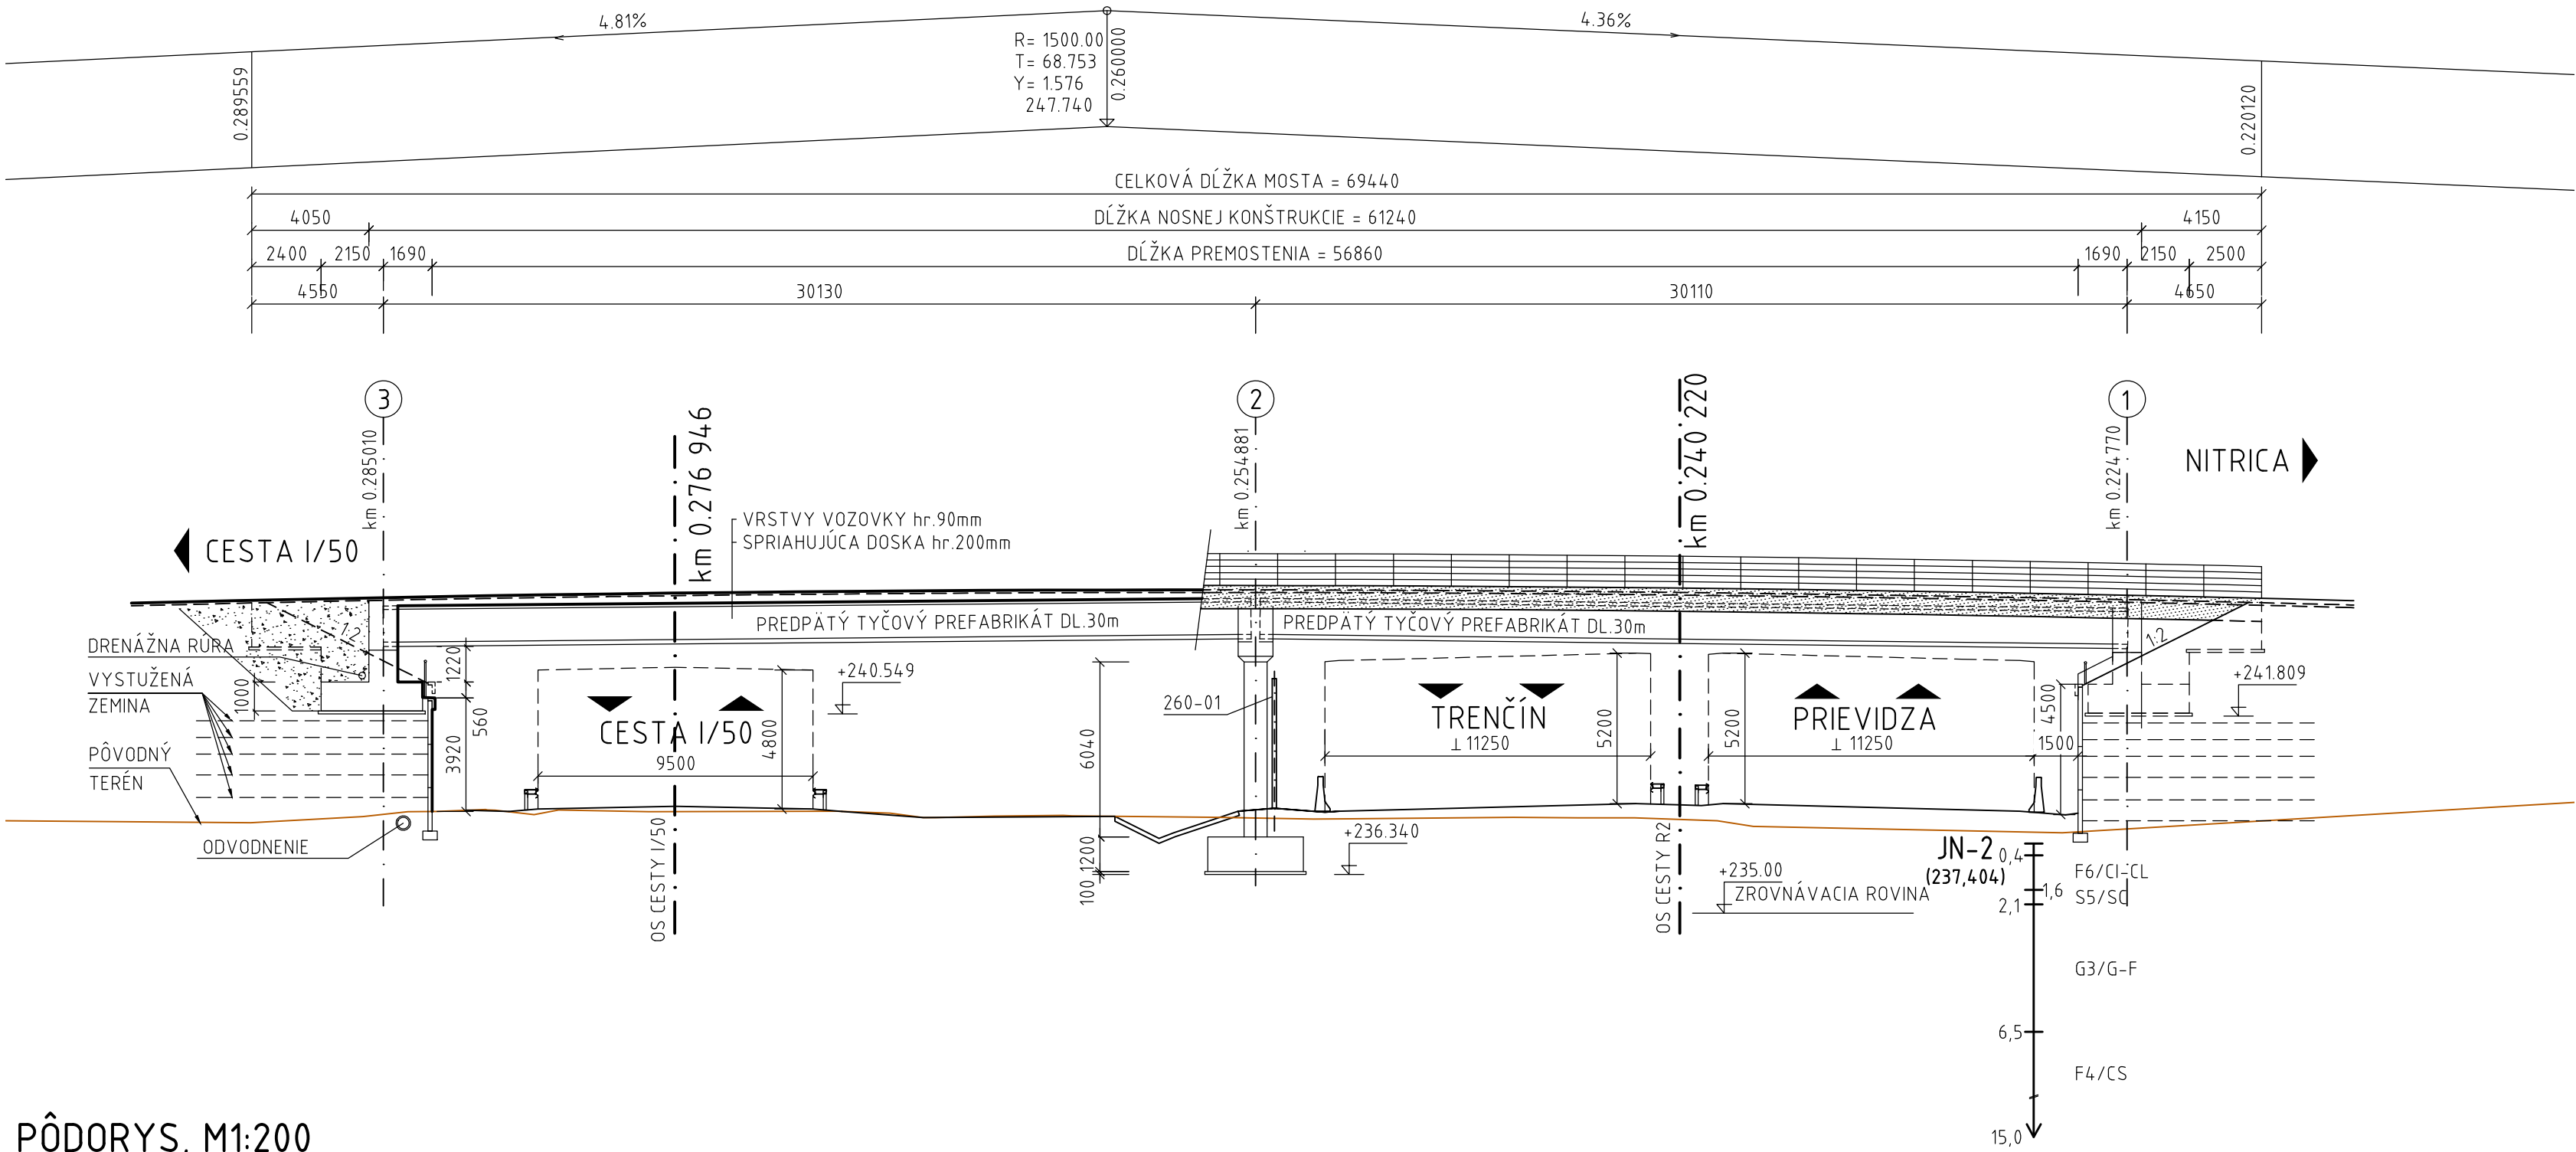 4.81%
4.36%
R= 1500.00
T= 68.753
Y= 1.576
247.740
0.260000
0.289559
0.220120
CELKOVÁ DĹŽKA MOSTA = 69440
4050
DĹŽKA NOSNEJ KONŠTRUKCIE = 61240
4150
2400
2150
1690
DĹŽKA PREMOSTENIA = 56860
1690
2150
2500
4550
30130
30110
4650
3
2
1
km 0.285010
km 0.276 946
km 0.254881
km 0.240 220
km 0.224770
NITRICA
CESTA I/50
VRSTVY VOZOVKY hr.90mm
SPRIAHUJÚCA DOSKA hr.200mm
PREDPÄTÝ TYČOVÝ PREFABRIKÁT DL.30m
PREDPÄTÝ TYČOVÝ PREFABRIKÁT DL.30m
1:2
1:2
DRENÁŽNA RÚRA
VYSTUŽENÁ
ZEMINA
PÔVODNÝ
TERÉN
ODVODNENIE
1000
1220
560
3920
CESTA I/50
9500
4800
+240.549
OS CESTY I/50
6040
1200
100
260-01
+236.340
TRENČÍN
⊥ 11250
5200
PRIEVIDZA
⊥ 11250
5200
1500
4500
+241.809
OS CESTY R2
+235.00
ZROVNÁVACIA ROVINA
JN-2
(237,404)
0,4
F6/CI-CL
1,6
S5/SC
2,1
G3/G-F
6,5
F4/CS
15,0
PÔDORYS, M1:200